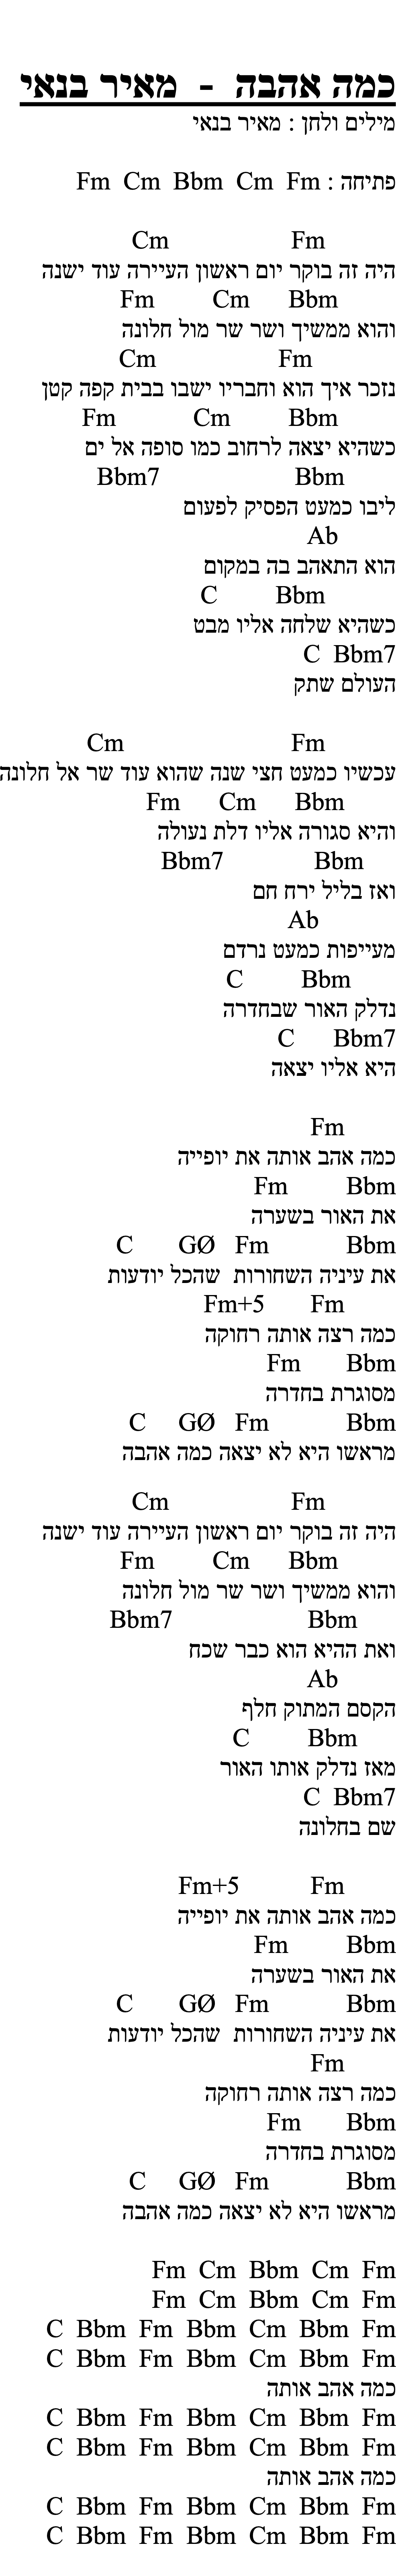 כמה אהבה - מאיר בנאי
מילים ולחן : מאיר בנאי
פתיחה : Fm Cm Bbm Cm Fm
Cm Fm
היה זה בוקר יום ראשון העיירה עוד ישנה
Fm Cm Bbm
והוא ממשיך ושר שר מול חלונה
Cm Fm
נזכר איך הוא וחבריו ישבו בבית קפה קטן
Fm Cm Bbm
כשהיא יצאה לרחוב כמו סופה אל ים
Bbm7 Bbm
ליבו כמעט הפסיק לפעום
Ab
הוא התאהב בה במקום
C Bbm
כשהיא שלחה אליו מבט
C Bbm7
העולם שתק
Cm Fm
עכשיו כמעט חצי שנה שהוא עוד שר אל חלונה
Fm Cm Bbm
והיא סגורה אליו דלת נעולה
Bbm7 Bbm
ואז בליל ירח חם
Ab
מעייפות כמעט נרדם
C Bbm
נדלק האור שבחדרה
C Bbm7
היא אליו יצאה
Fm
כמה אהב אותה את יופייה
Fm Bbm
את האור בשערה
C GØ Fm Bbm
את עיניה השחורות שהכל יודעות
Fm+5 Fm
כמה רצה אותה רחוקה
Fm Bbm
מסוגרת בחדרה
C GØ Fm Bbm
מראשו היא לא יצאה כמה אהבה
Cm Fm
היה זה בוקר יום ראשון העיירה עוד ישנה
Fm Cm Bbm
והוא ממשיך ושר שר מול חלונה
Bbm7 Bbm
ואת ההיא הוא כבר שכח
Ab
הקסם המתוק חלף
C Bbm
מאז נדלק אותו האור
C Bbm7
שם בחלונה
Fm+5 Fm
כמה אהב אותה את יופייה
Fm Bbm
את האור בשערה
C GØ Fm Bbm
את עיניה השחורות שהכל יודעות
Fm
כמה רצה אותה רחוקה
Fm Bbm
מסוגרת בחדרה
C GØ Fm Bbm
מראשו היא לא יצאה כמה אהבה
Fm Cm Bbm Cm Fm
Fm Cm Bbm Cm Fm
C Bbm Fm Bbm Cm Bbm Fm
C Bbm Fm Bbm Cm Bbm Fm
כמה אהב אותה
C Bbm Fm Bbm Cm Bbm Fm
C Bbm Fm Bbm Cm Bbm Fm
כמה אהב אותה
C Bbm Fm Bbm Cm Bbm Fm
C Bbm Fm Bbm Cm Bbm Fm